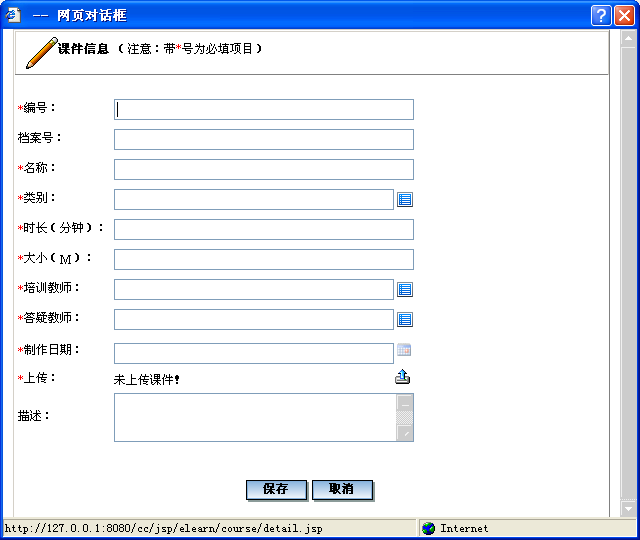 -- 网页对话框
课件信息 （注意：带*号为必填项目）
*编号：
档案号：
*名称：
*类别：
*时长（分钟）：
*大小（M）：
*培训教师：
*答疑教师：
*制作日期：
*上传： 未上传课件！
描述：
保存 取消
http://127.0.0.1:8080/cc/jsp/elearn/course/detail.jsp Internet